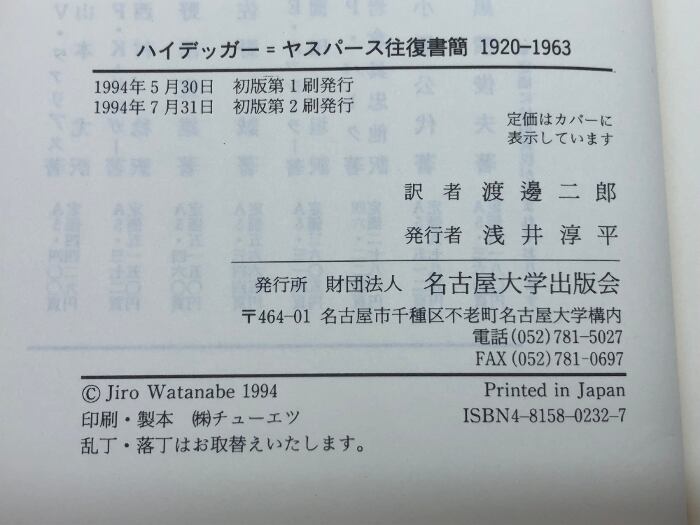 ハイデッガー＝ヤスパース往復書簡 1920-1963
1994年5月30日 初版第1刷発行
1994年7月31日 初版第2刷発行
定価はカバーに
表示しています
訳者 渡邊二郎
発行者 浅井淳平
発行所 財団法人 名古屋大学出版会
〒464-01 名古屋市千種区不老町名古屋大学構内
電話(052)781-5027
FAX(052)781-0697
© Jiro Watanabe 1994
Printed in Japan
印刷・製本 ㈱チューエツ
ISBN4-8158-0232-7
乱丁・落丁はお取替えいたします。